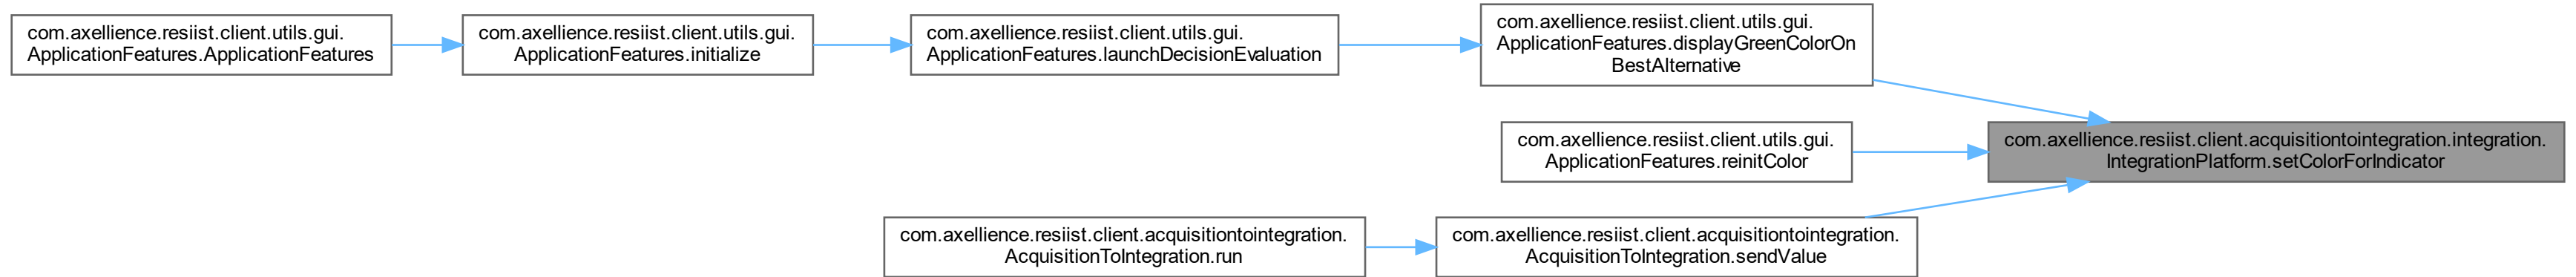 com.axellience.resiist.client.utils.gui.
ApplicationFeatures.ApplicationFeatures
com.axellience.resiist.client.utils.gui.
ApplicationFeatures.initialize
com.axellience.resiist.client.utils.gui.
ApplicationFeatures.launchDecisionEvaluation
com.axellience.resiist.client.utils.gui.
ApplicationFeatures.displayGreenColorOn
BestAlternative
com.axellience.resiist.client.utils.gui.
ApplicationFeatures.reinitColor
com.axellience.resiist.client.acquisitiontointegration.integration.
IntegrationPlatform.setColorForIndicator
com.axellience.resiist.client.acquisitiontointegration.
AcquisitionToIntegration.run
com.axellience.resiist.client.acquisitiontointegration.
AcquisitionToIntegration.sendValue